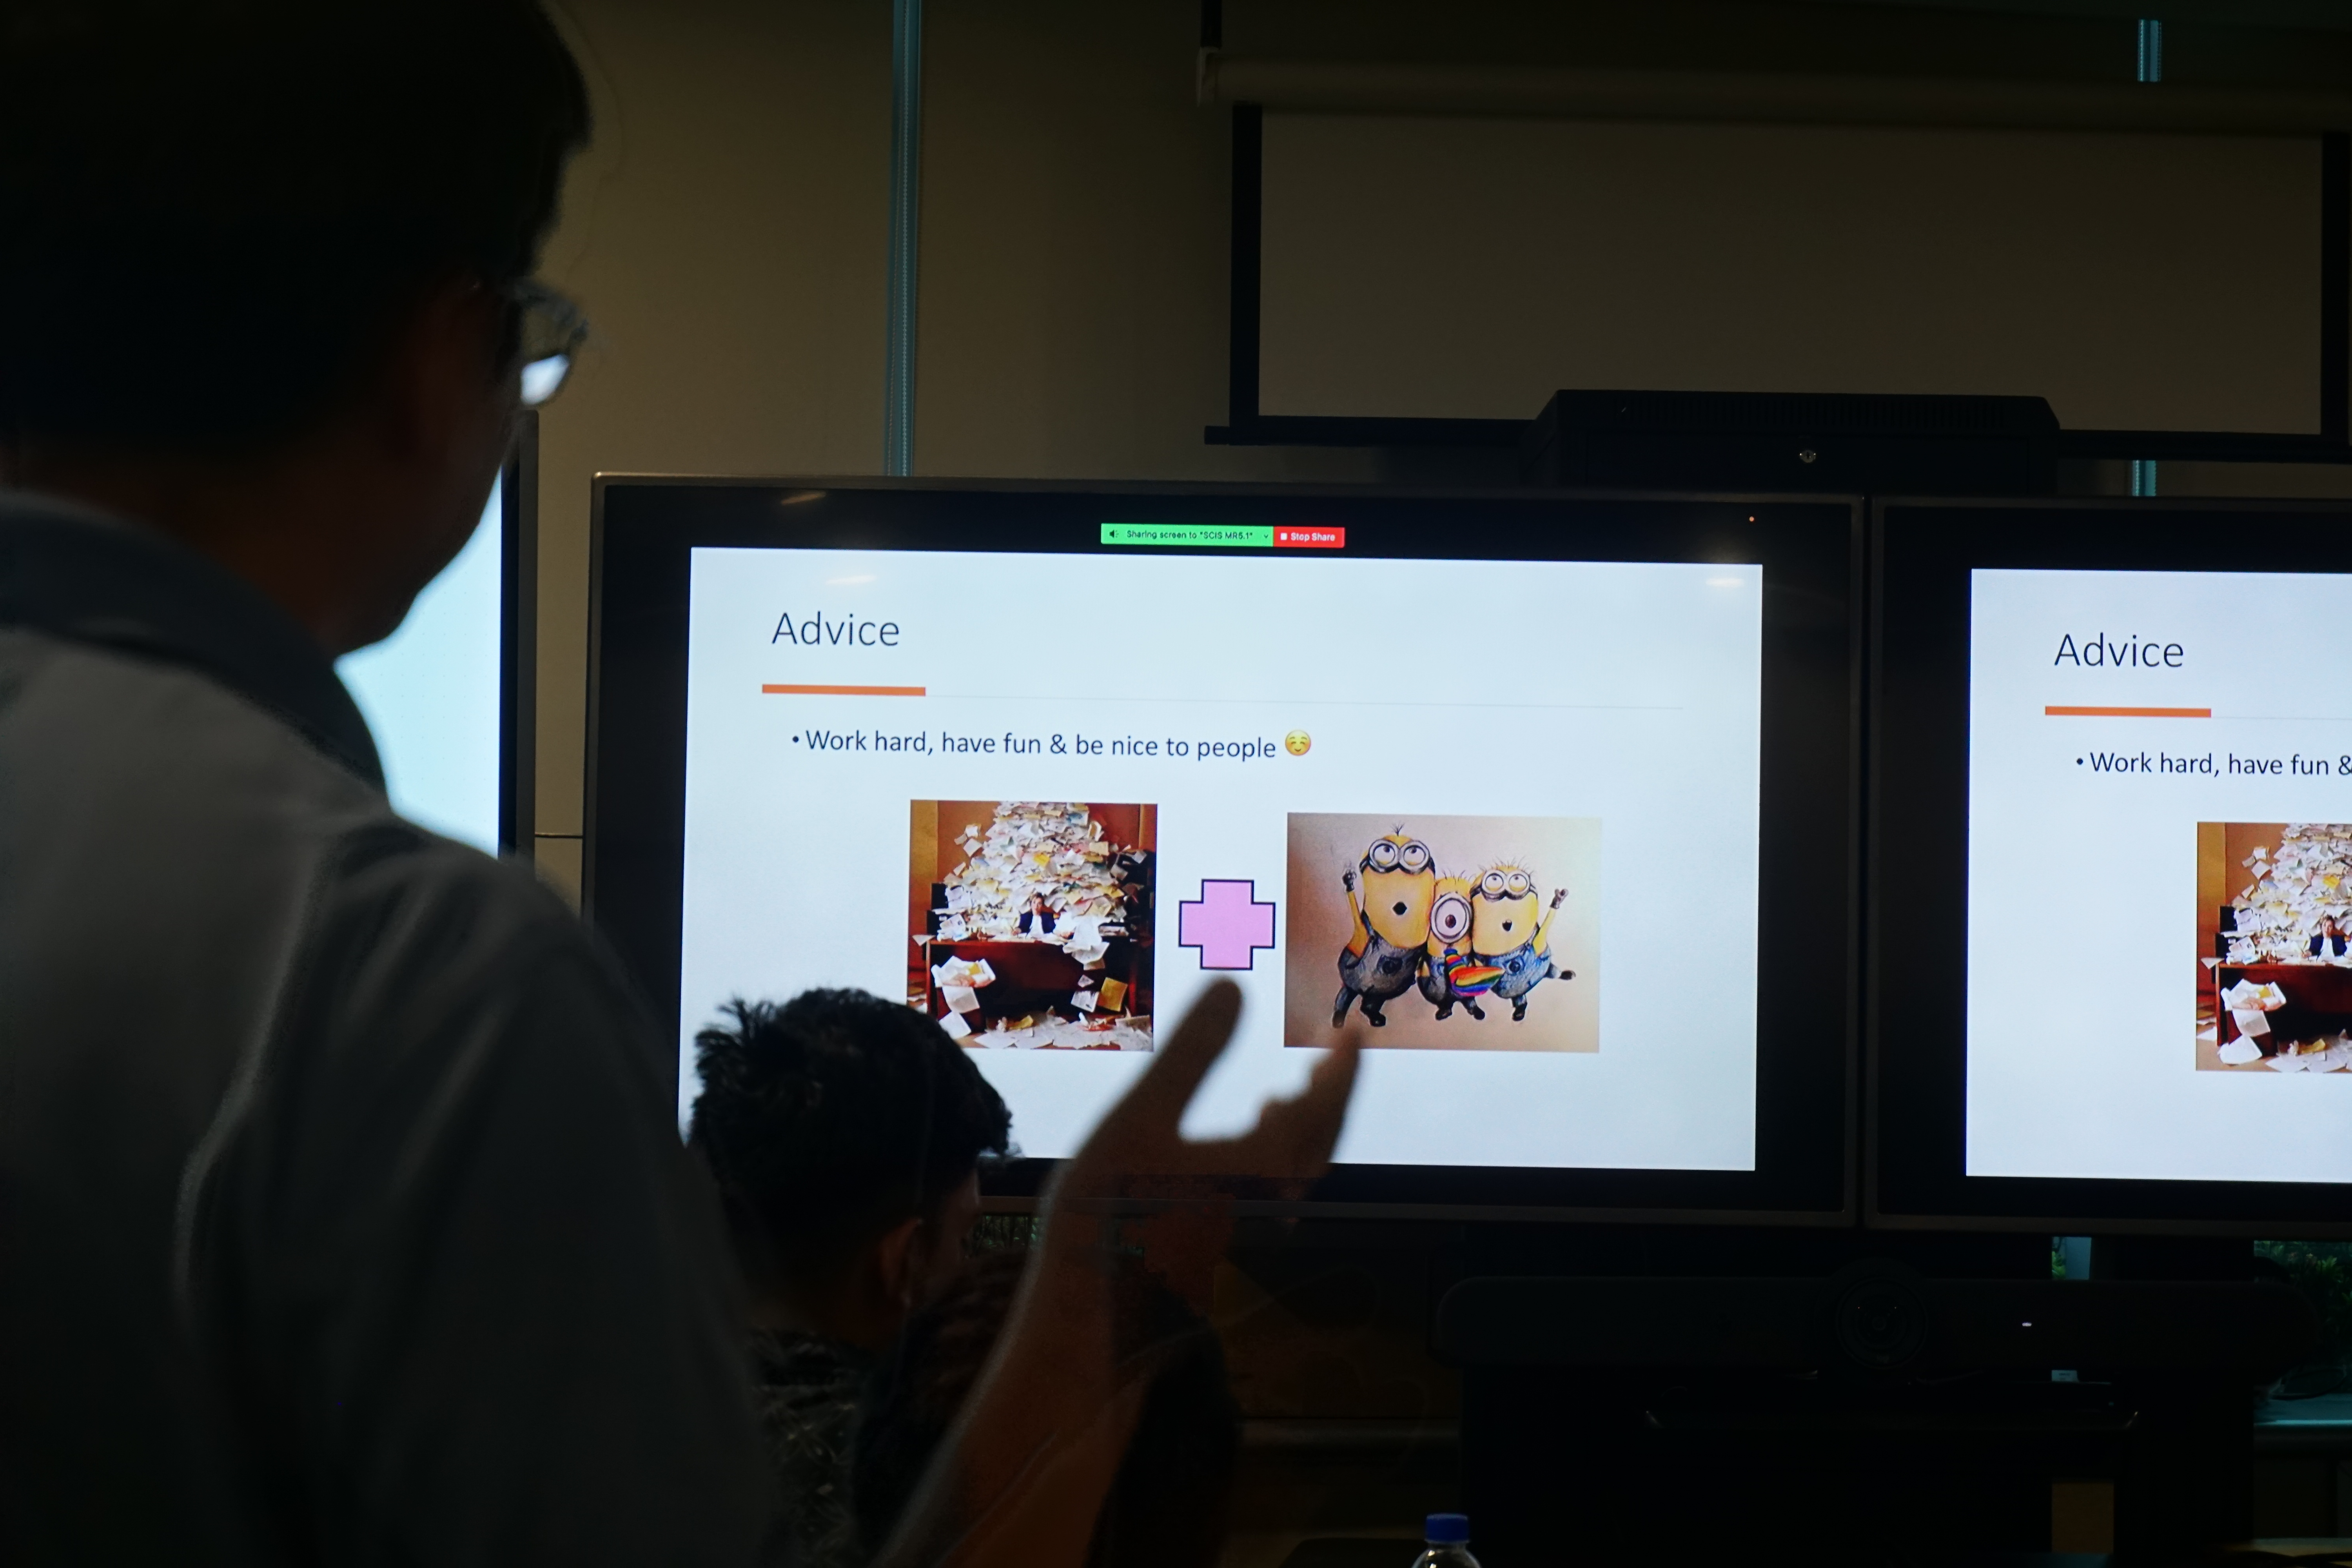 Sharing screen to "SCIS MR5.1"
Stop Share
Advice
• Work hard, have fun & be nice to people ☺️
Advice
• Work hard, have fun &